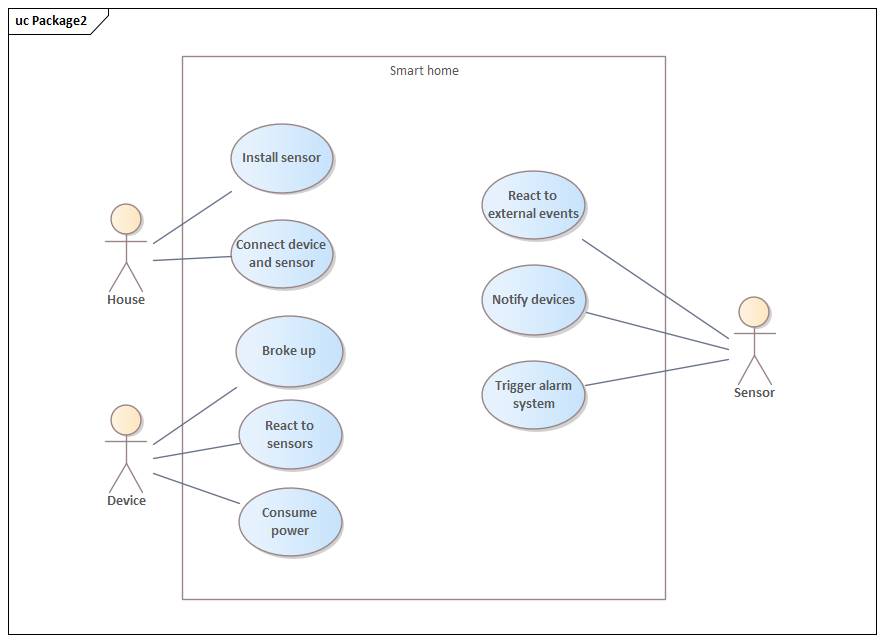 uc Package2
Smart home
Install sensor
Connect device
and sensor
House
Broke up
React to
sensors
Consume
power
Device
React to
external events
Notify devices
Trigger alarm
system
Sensor